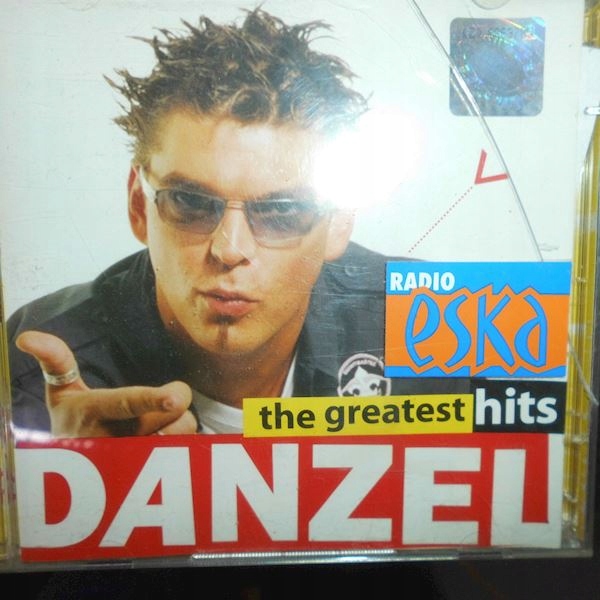 RADIO
eska
the greatest hits
DANZEL